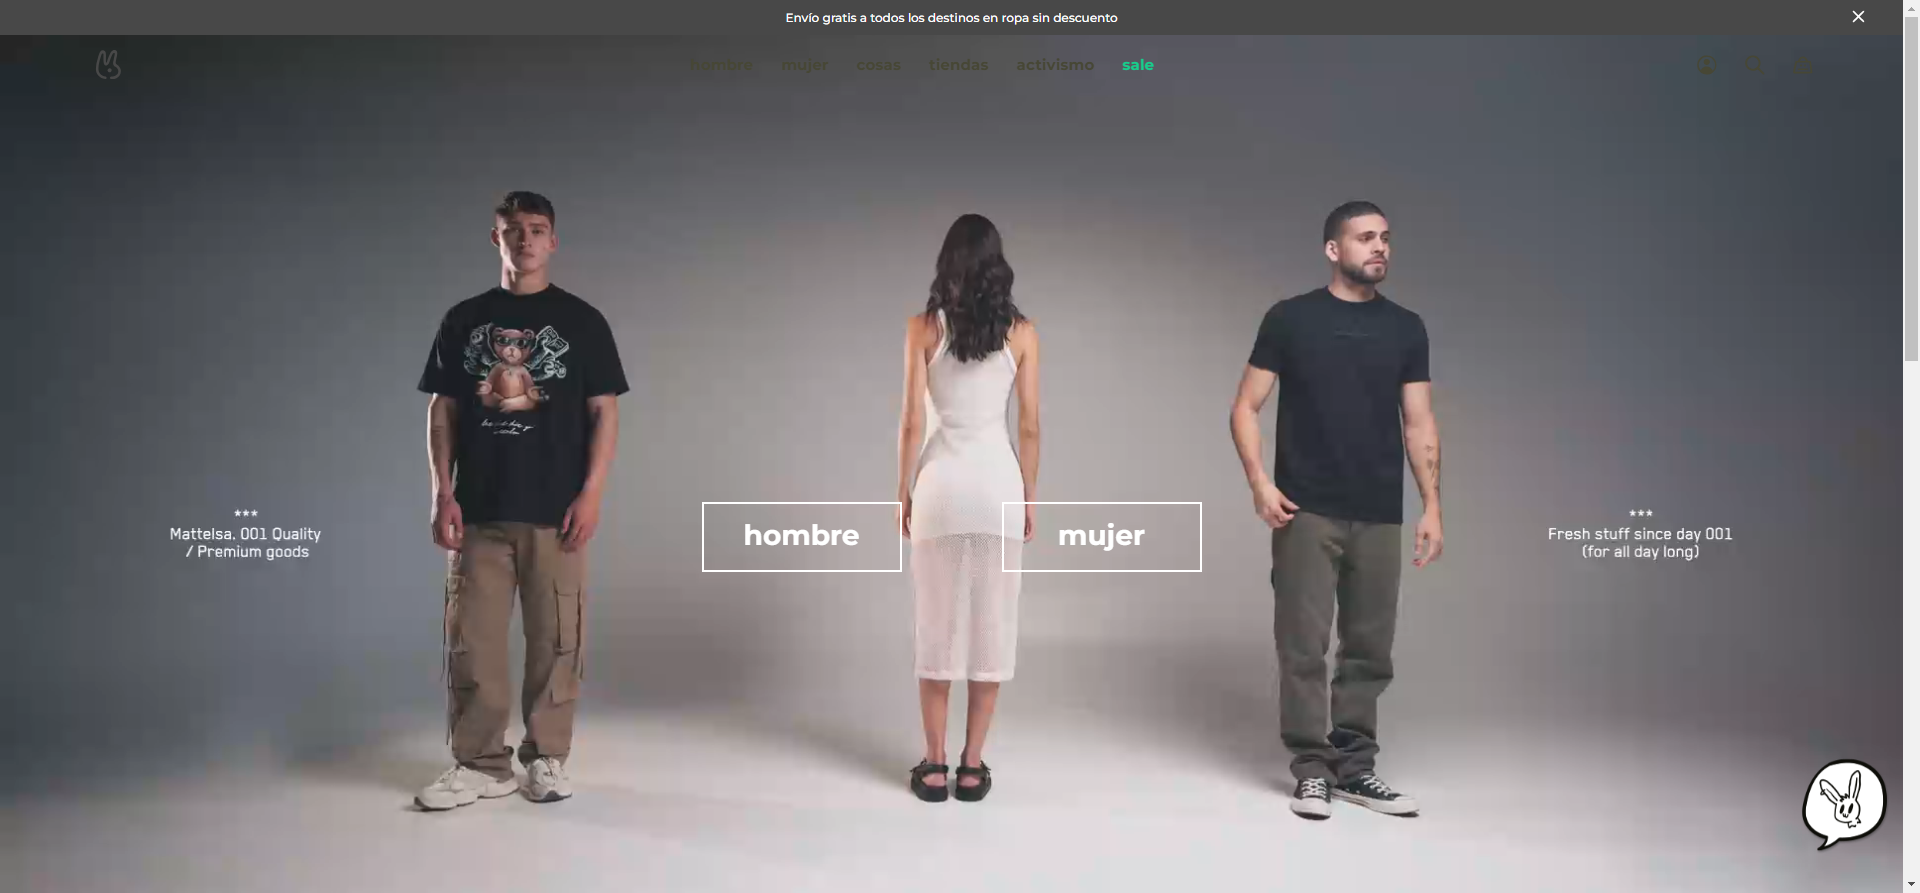 Envío gratis a todos los destinos en ropa sin descuento
hombre mujer cosas tiendas activismo sale
***
Mattelsa. 001 Quality
/ Premium goods
hombre
mujer
***
Fresh stuff since day 001
(for all day long)